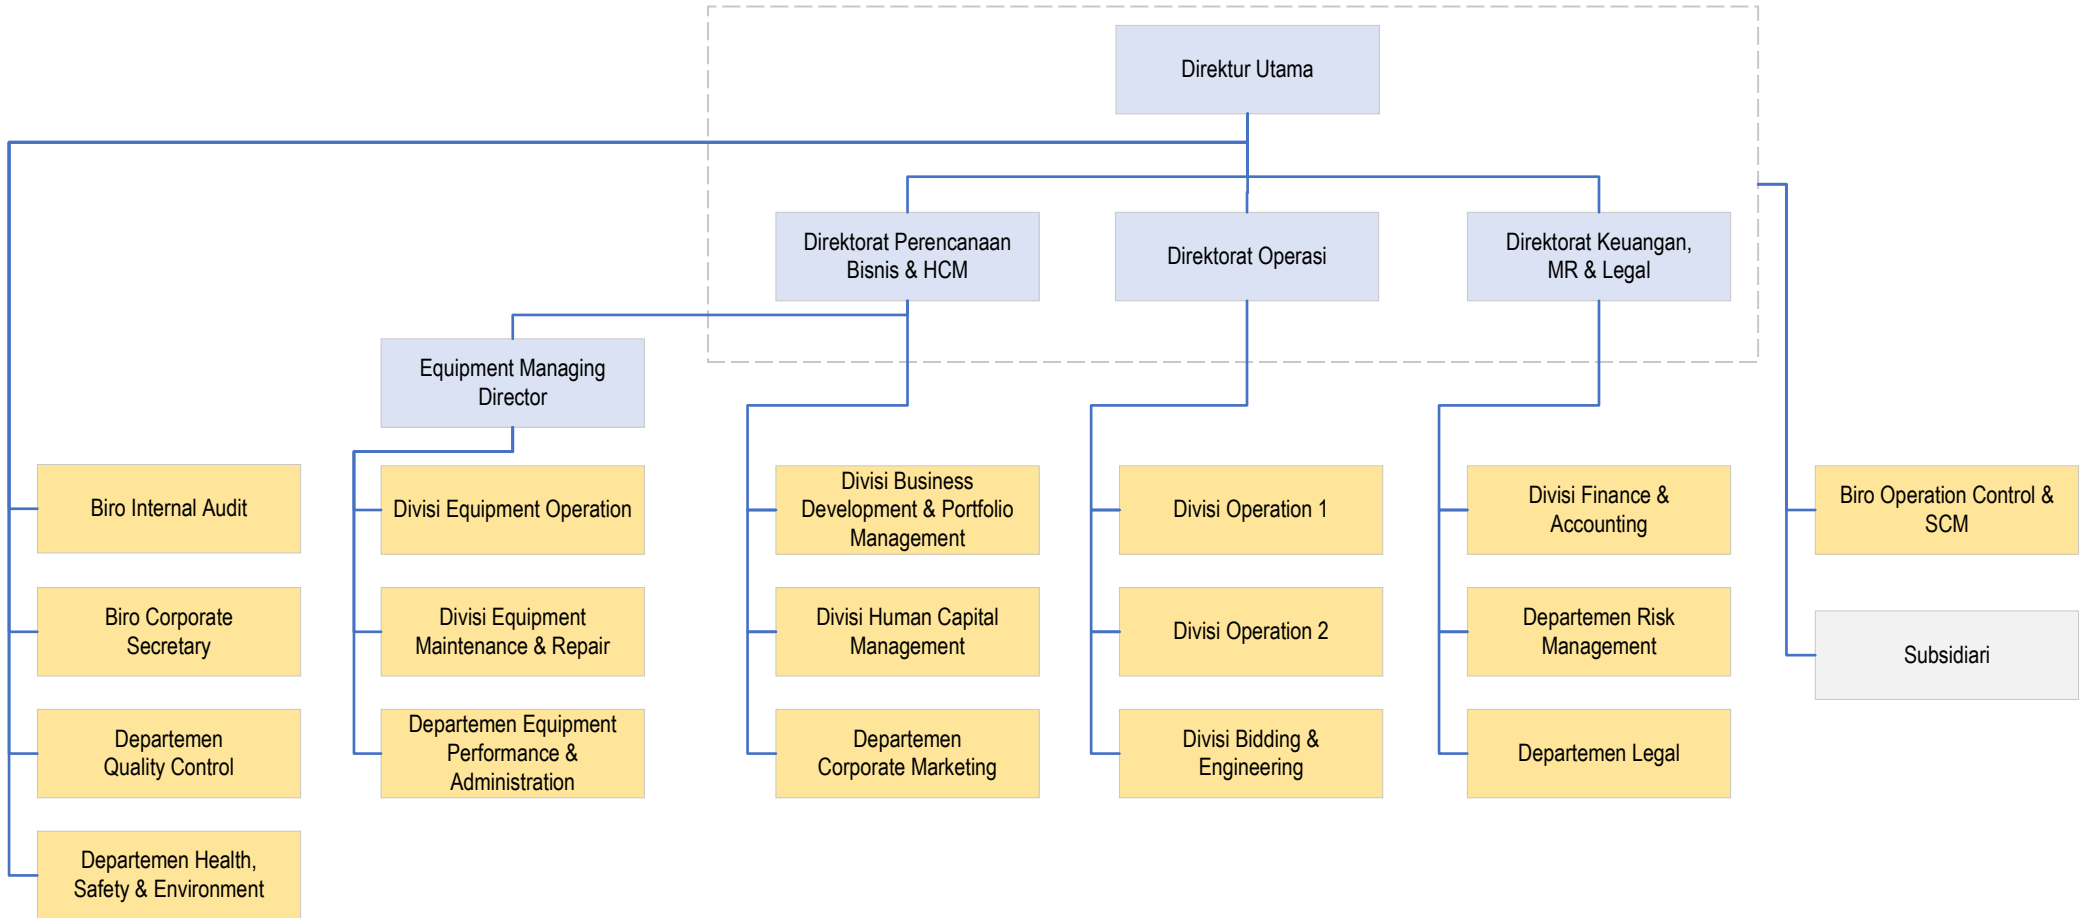 Direktur Utama
Direktorat Perencanaan
Bisnis & HCM
Direktorat Operasi
Direktorat Keuangan,
MR & Legal
Equipment Managing
Director
Biro Internal Audit
Biro Corporate
Secretary
Departemen
Quality Control
Departemen Health,
Safety & Environment
Divisi Equipment Operation
Divisi Equipment
Maintenance & Repair
Departemen Equipment
Performance &
Administration
Divisi Business
Development & Portfolio
Management
Divisi Human Capital
Management
Departemen
Corporate Marketing
Divisi Operation 1
Divisi Operation 2
Divisi Bidding &
Engineering
Divisi Finance &
Accounting
Departemen Risk
Management
Departemen Legal
Biro Operation Control &
SCM
Subsidiari